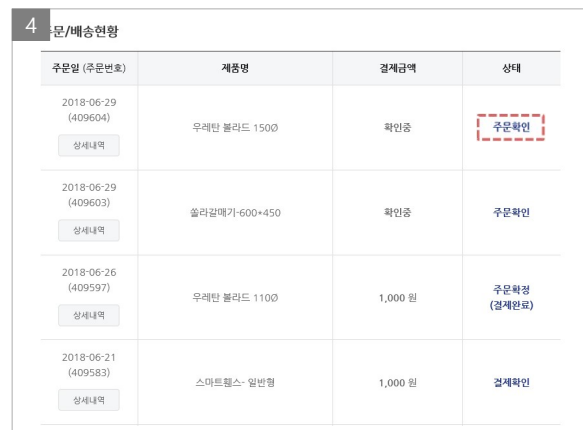 4
주문/배송현황
주문일 (주문번호) 제품명 결제금액 상태
2018-06-29
(409604)
상세내역
우레탄 볼라드 150Ø 확인중 주문확인
2018-06-29
(409603)
상세내역
쏠라갈매기-600*450 확인중 주문확인
2018-06-26
(409597)
상세내역
우레탄 볼라드 110Ø 1,000 원 주문확정
(결제완료)
2018-06-21
(409583)
상세내역
스마트휀스- 일반형 1,000 원 결제확인